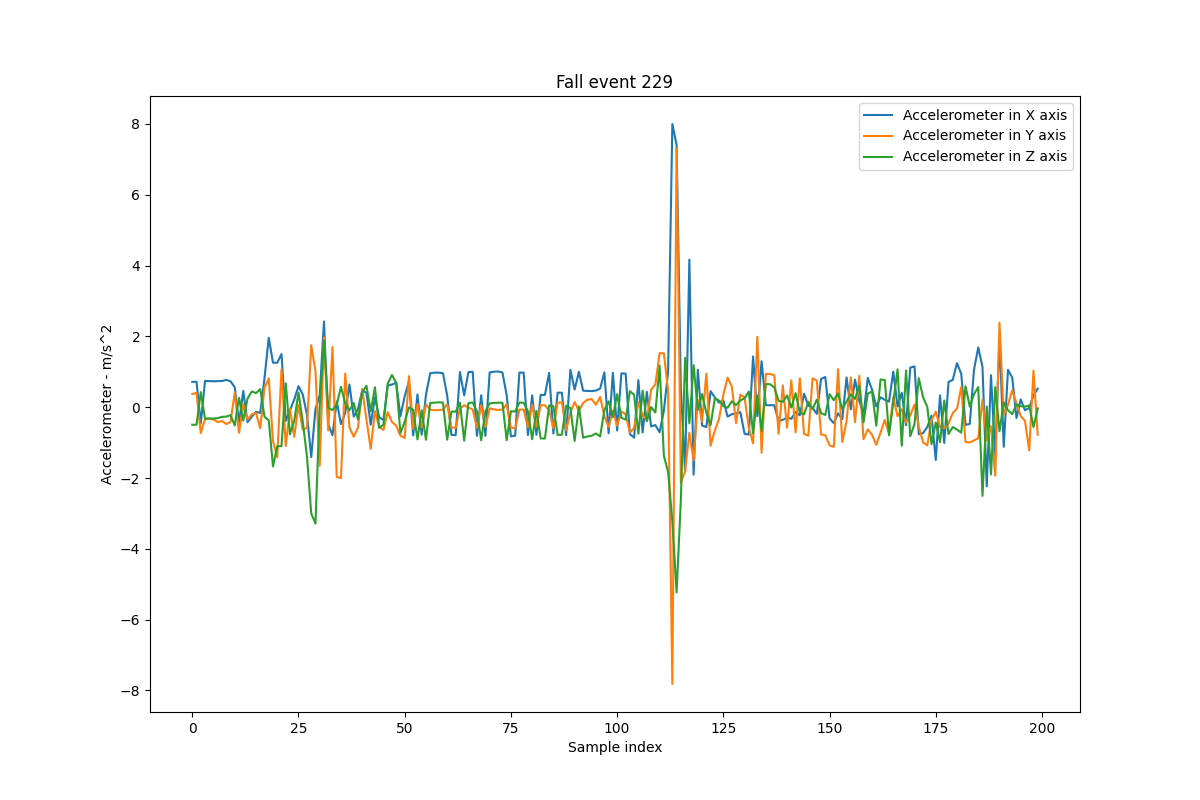 Fall event 229
Accelerometer in X axis
Accelerometer in Y axis
Accelerometer in Z axis
8
6
4
2
0
−2
−4
−6
−8
Accelerometer - m/s^2
0 25 50 75 100 125 150 175 200
Sample index